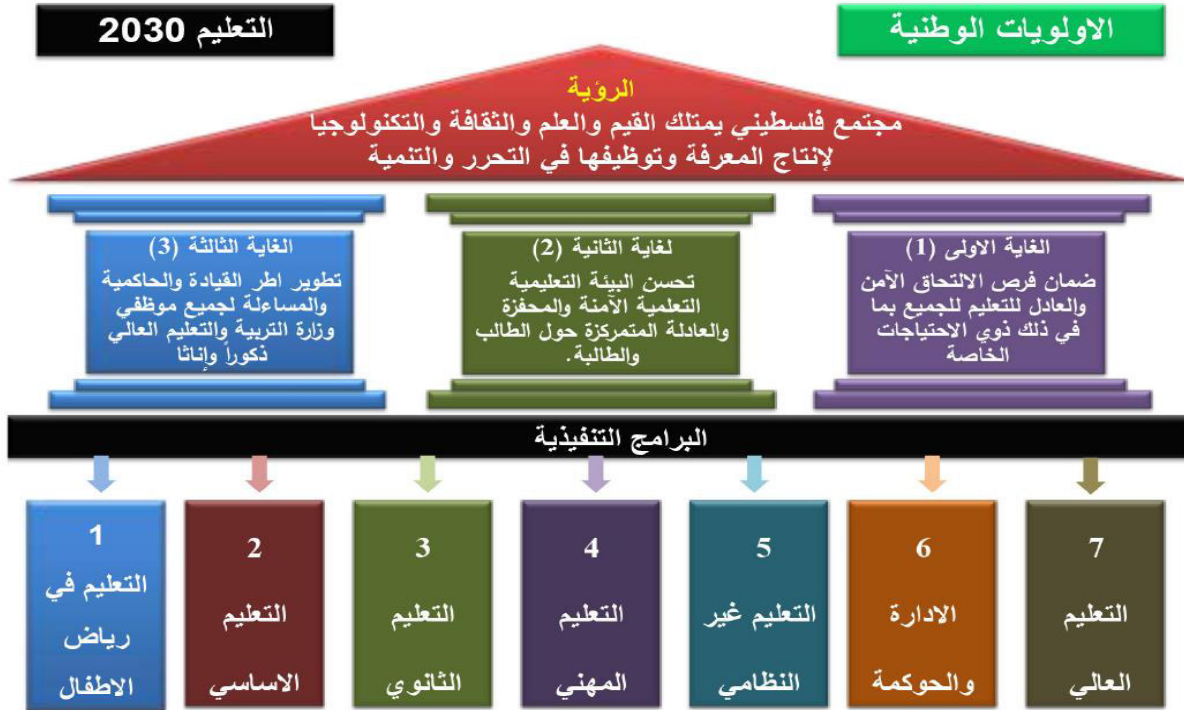 الاولويات الوطنية
التعليم 2030
الرؤية
مجتمع فلسطيني يمتلك القيم والعلم والثقافة والتكنولوجيا
لإنتاج المعرفة وتوظيفها في التحرر والتنمية
الغاية الاولى (1)
ضمان فرص الالتحاق الآمن
والعادل للتعليم للجميع بما
في ذلك ذوي الاحتياجات
الخاصة
لغاية الثانية (2)
تحسن البيئة التعليمية
التعلمية الآمنة والمحفزة
والعادلة المتمركزة حول الطالب
والطالبة.
الغاية الثالثة (3)
تطوير اطر القيادة والحاكمية
والمساءلة لجميع موظفي
وزارة التربية والتعليم العالي
ذكوراً وإناثا
البرامج التنفيذية
1
التعليم في
رياض
الاطفال
2
التعليم
الاساسي
3
التعليم
الثانوي
4
التعليم
المهني
5
التعليم غير
النظامي
6
الادارة
والحوكمة
7
التعليم
العالي